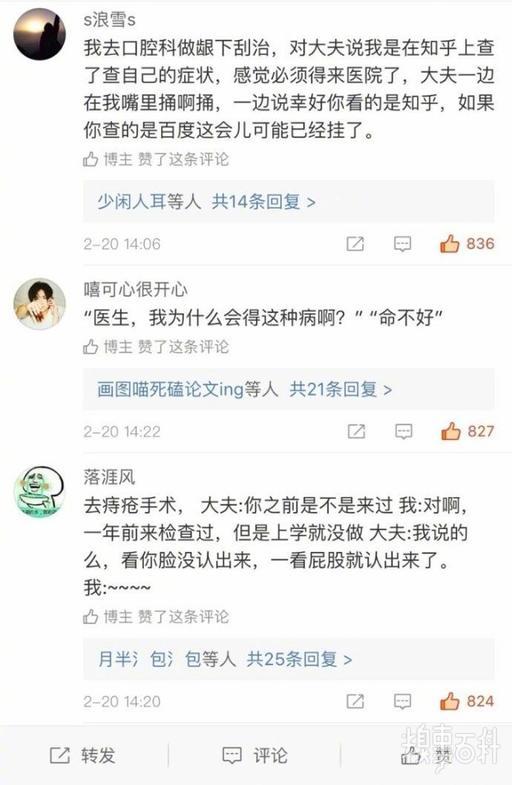 s浪雪s
我去口腔科做龈下刮治，对大夫说我是在知乎上查
了查自己的症状，感觉必须得来医院了，大夫一边
在我嘴里捅啊捅，一边说幸好你看的是知乎，如果
你查的是百度这会儿可能已经挂了。
博主 赞了这条评论
少闲人耳等人 共14条回复 >
2-20 14:06 836
嘻可心很开心
“医生，我为什么会得这种病啊？”“命不好”
博主 赞了这条评论
画图喵死磕论文ing等人 共21条回复 >
2-20 14:22 827
落涯风
去痔疮手术， 大夫:你之前是不是来过 我:对啊，
一年前来检查过，但是上学就没做 大夫:我说的
么，看你脸没认出来，一看屁股就认出来了。
我:~~~~
博主 赞了这条评论
月半氵包氵包等人 共25条回复 >
2-20 14:20 824
转发 评论 赞
糗事百科